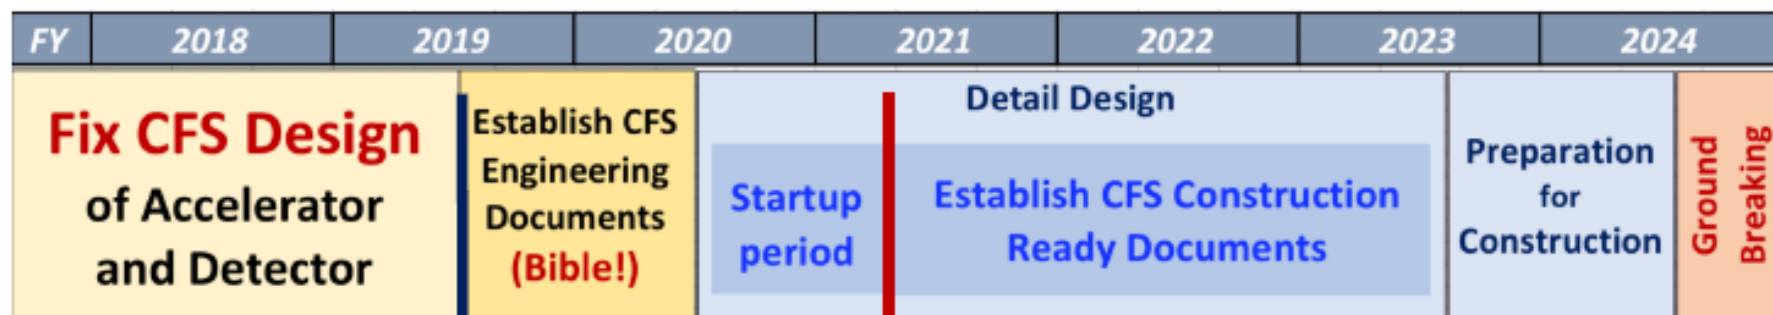 FY 2018 2019 2020 2021 2022 2023 2024
Fix CFS Design
of Accelerator
and Detector
Establish CFS
Engineering
Documents
(Bible!)
Detail Design
Startup
period
Establish CFS Construction
Ready Documents
Preparation
for
Construction
Ground
Breaking